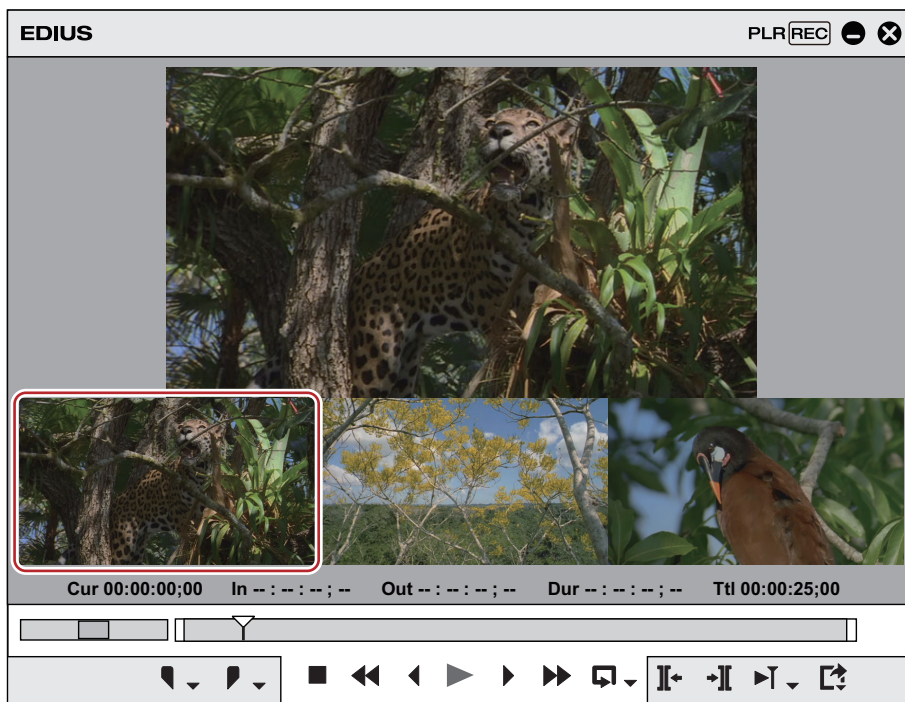 EDIUS
PLR REC
Cur 00:00:00;00 In -- : -- : -- ; -- Out -- : -- : -- ; -- Dur -- : -- : -- ; -- Ttl 00:00:25;00